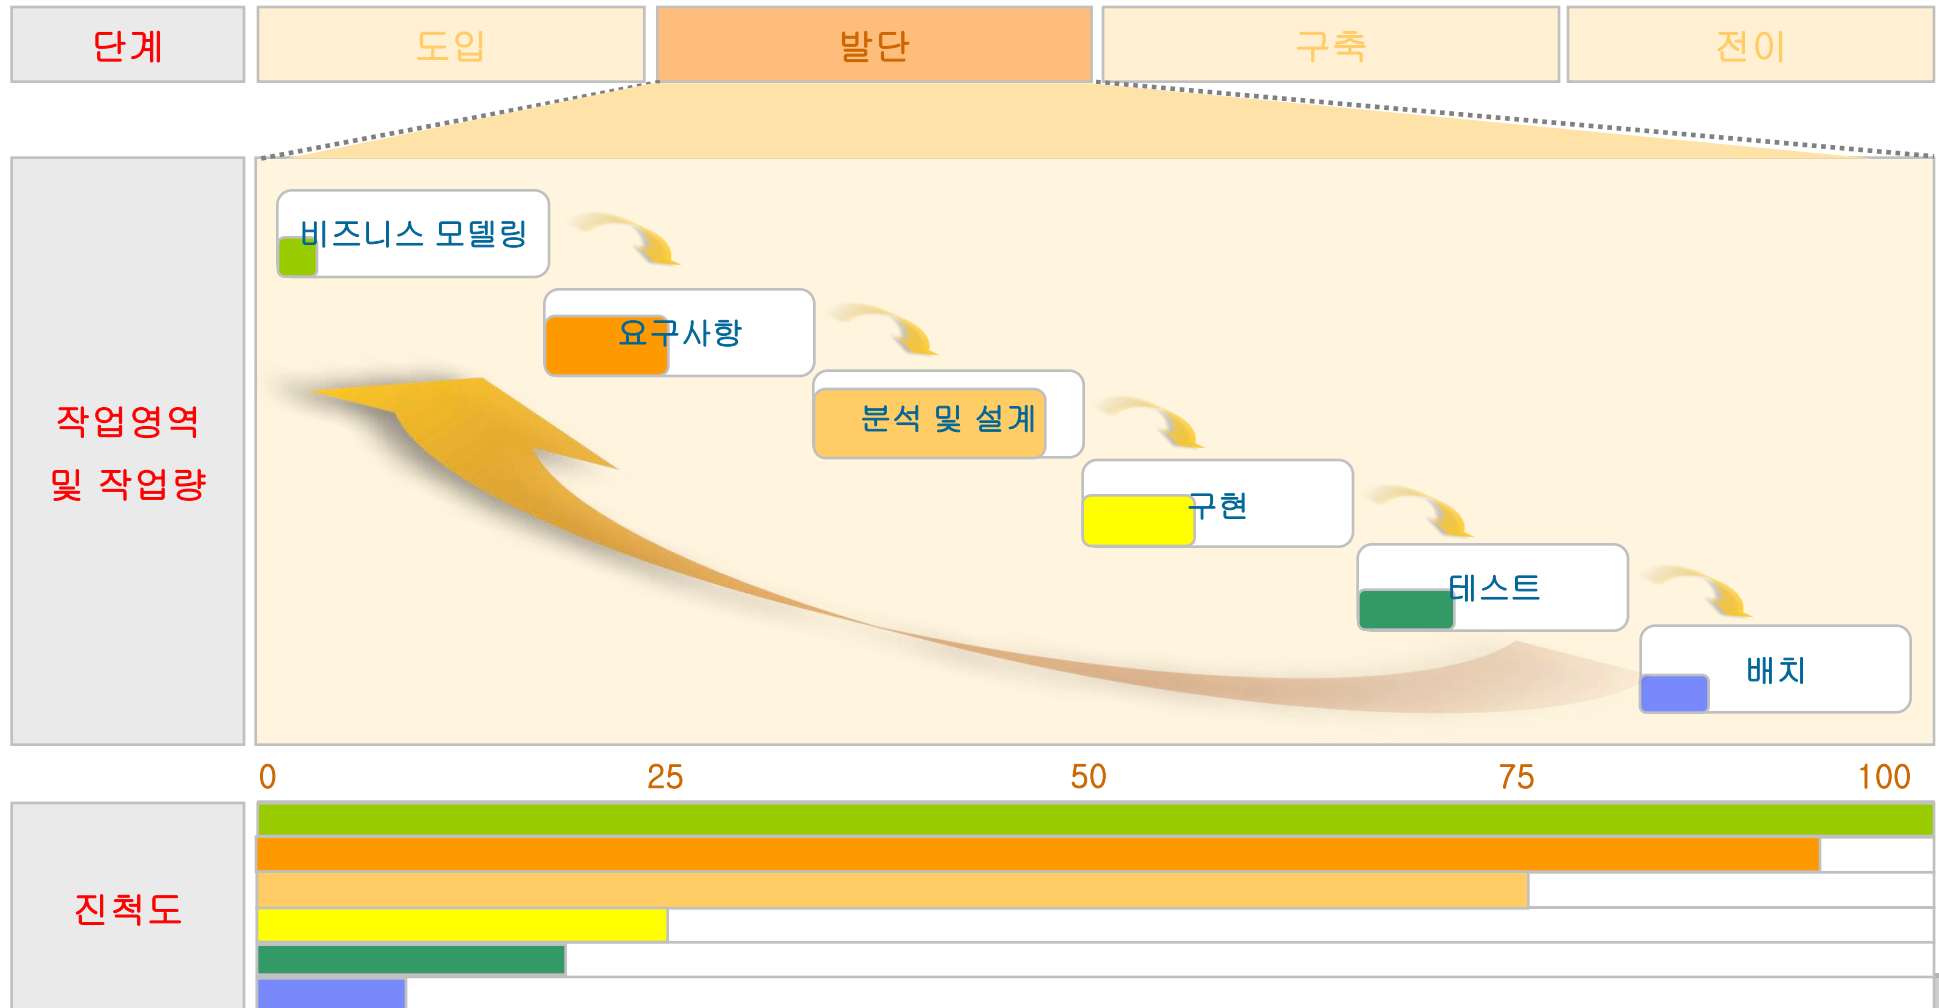 단계
도입
발단
구축
전이
작업영역
및 작업량
비즈니스 모델링
요구사항
분석 및 설계
구현
테스트
배치
0
25
50
75
100
진척도